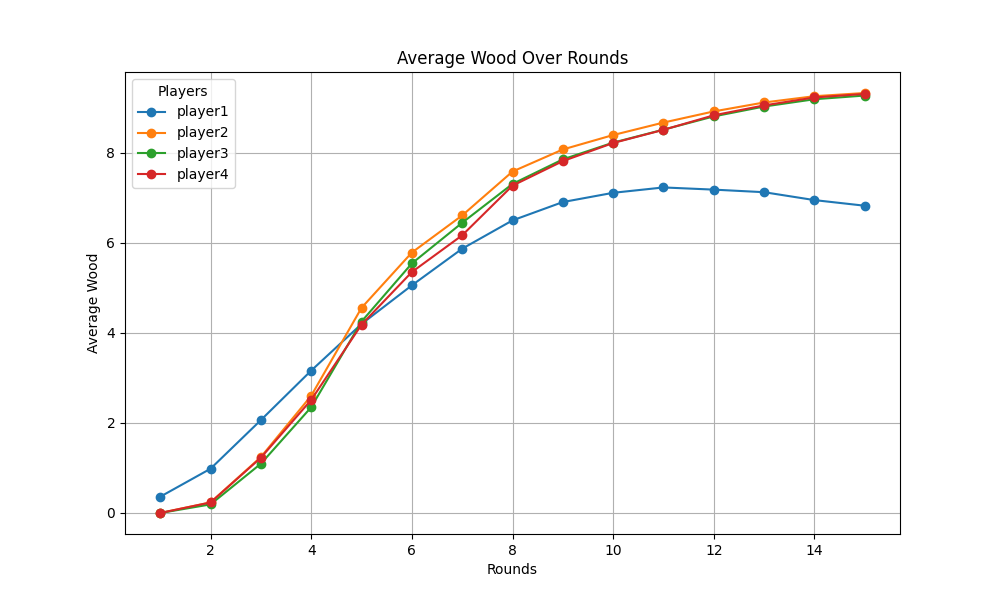 Average Wood Over Rounds
Players
player1
player2
player3
player4
Average Wood
8
6
4
2
0
2 4 6 8 10 12 14
Rounds